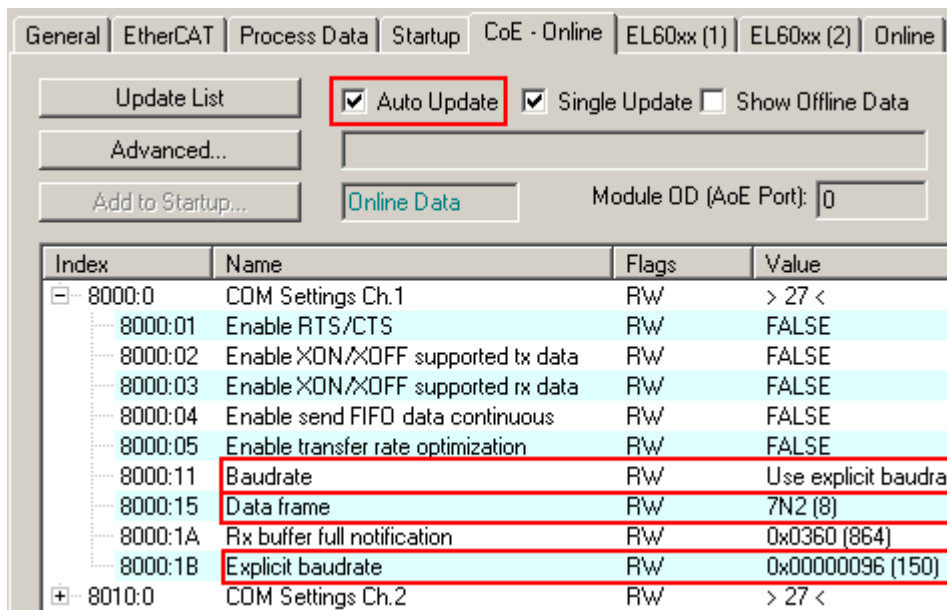 General EtherCAT Process Data Startup CoE - Online EL60xx (1) EL60xx (2) Online
Update List Auto Update Single Update Show Offline Data
Advanced...
Add to Startup... Online Data Module OD (AoE Port): 0
Index Name Flags Value
8000:0 COM Settings Ch.1 RW > 27 <
8000:01 Enable RTS/CTS RW FALSE
8000:02 Enable XON/XOFF supported tx data RW FALSE
8000:03 Enable XON/XOFF supported rx data RW FALSE
8000:04 Enable send FIFO data continuous RW FALSE
8000:05 Enable transfer rate optimization RW FALSE
8000:11 Baudrate RW Use explicit baudra
8000:15 Data frame RW 7N2 (8)
8000:1A Rx buffer full notification RW 0x0360 (864)
8000:1B Explicit baudrate RW 0x00000096 (150)
8010:0 COM Settings Ch.2 RW > 27 <